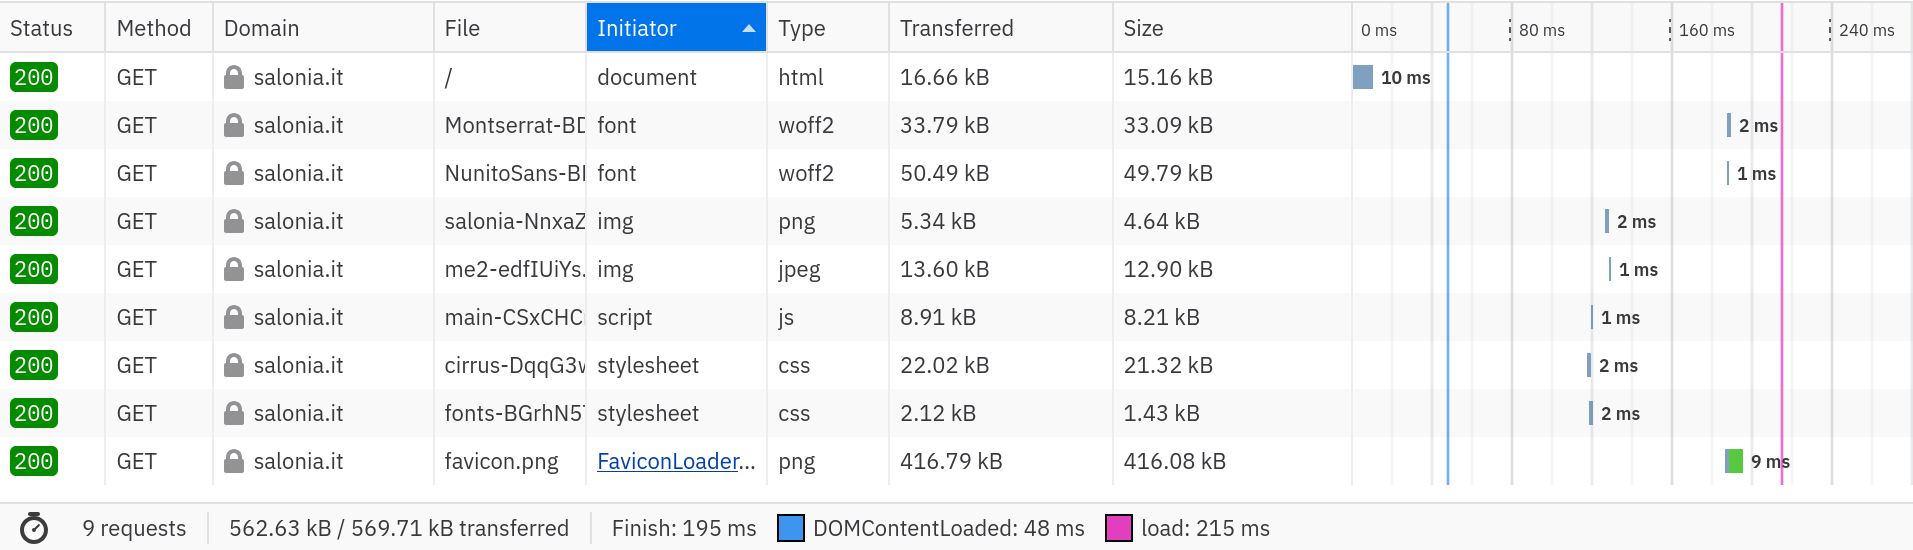 Status Method Domain File Initiator Type Transferred Size 0 ms 80 ms 160 ms 240 ms
200 GET salonia.it / document html 16.66 kB 15.16 kB 10 ms
200 GET salonia.it Montserrat-BD font woff2 33.79 kB 33.09 kB 2 ms
200 GET salonia.it NunitoSans-Bl font woff2 50.49 kB 49.79 kB 1 ms
200 GET salonia.it salonia-NnxaZ img png 5.34 kB 4.64 kB 2 ms
200 GET salonia.it me2-edfIUiYs. img jpeg 13.60 kB 12.90 kB 1 ms
200 GET salonia.it main-CSxCHC script js 8.91 kB 8.21 kB 1 ms
200 GET salonia.it cirrus-DqqG3w stylesheet css 22.02 kB 21.32 kB 2 ms
200 GET salonia.it fonts-BGrhN5 stylesheet css 2.12 kB 1.43 kB 2 ms
200 GET salonia.it favicon.png FaviconLoader... png 416.79 kB 416.08 kB 9 ms
9 requests 562.63 kB / 569.71 kB transferred Finish: 195 ms DOMContentLoaded: 48 ms load: 215 ms